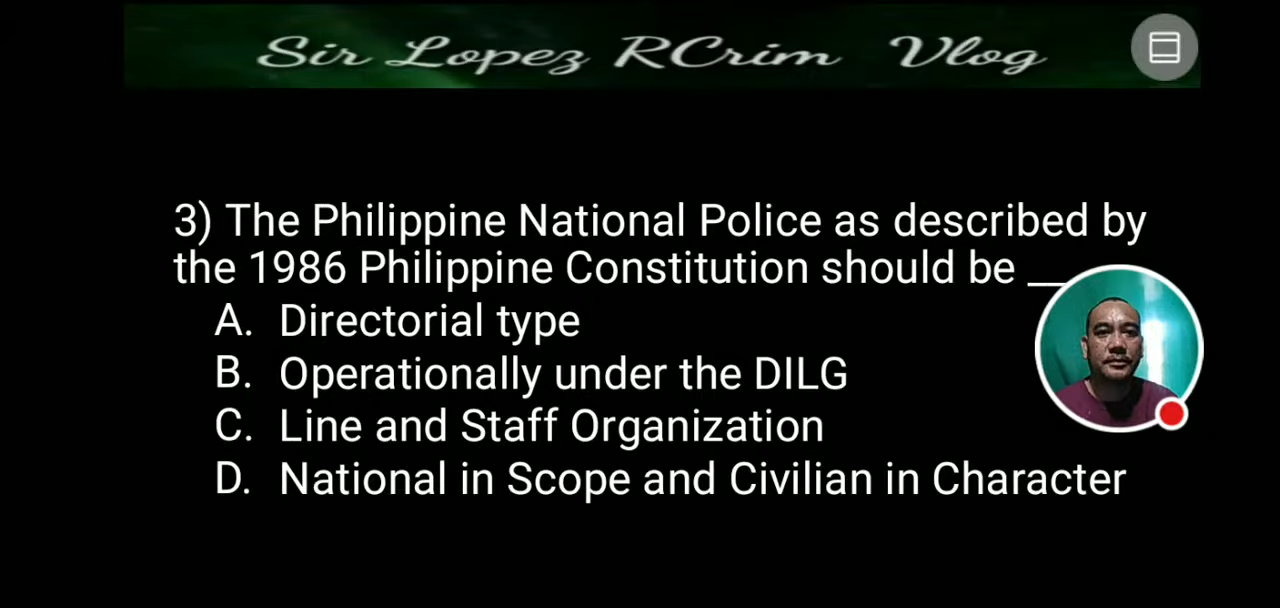 Sir Lopez RCrim Vlog
3) The Philippine National Police as described by
the 1986 Philippine Constitution should be __
A. Directorial type
B. Operationally under the DILG
C. Line and Staff Organization
D. National in Scope and Civilian in Character